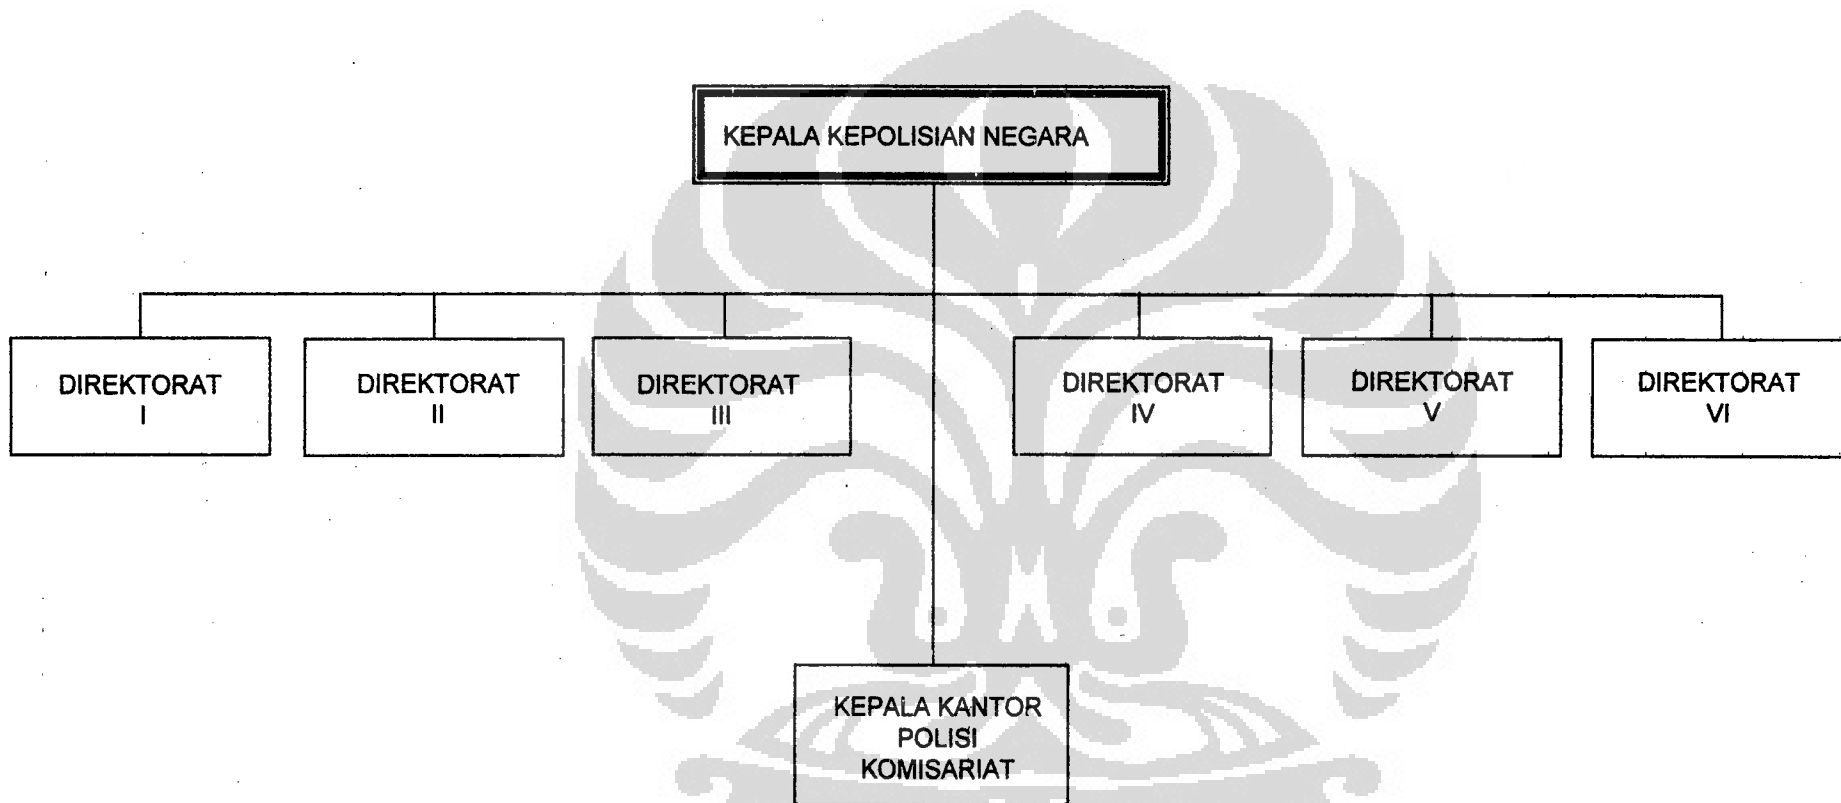 KEPALA KEPOLISIAN NEGARA
DIREKTORAT
I
DIREKTORAT
II
DIREKTORAT
III
DIREKTORAT
IV
DIREKTORAT
V
DIREKTORAT
VI
KEPALA KANTOR
POLISI
KOMISARIAT